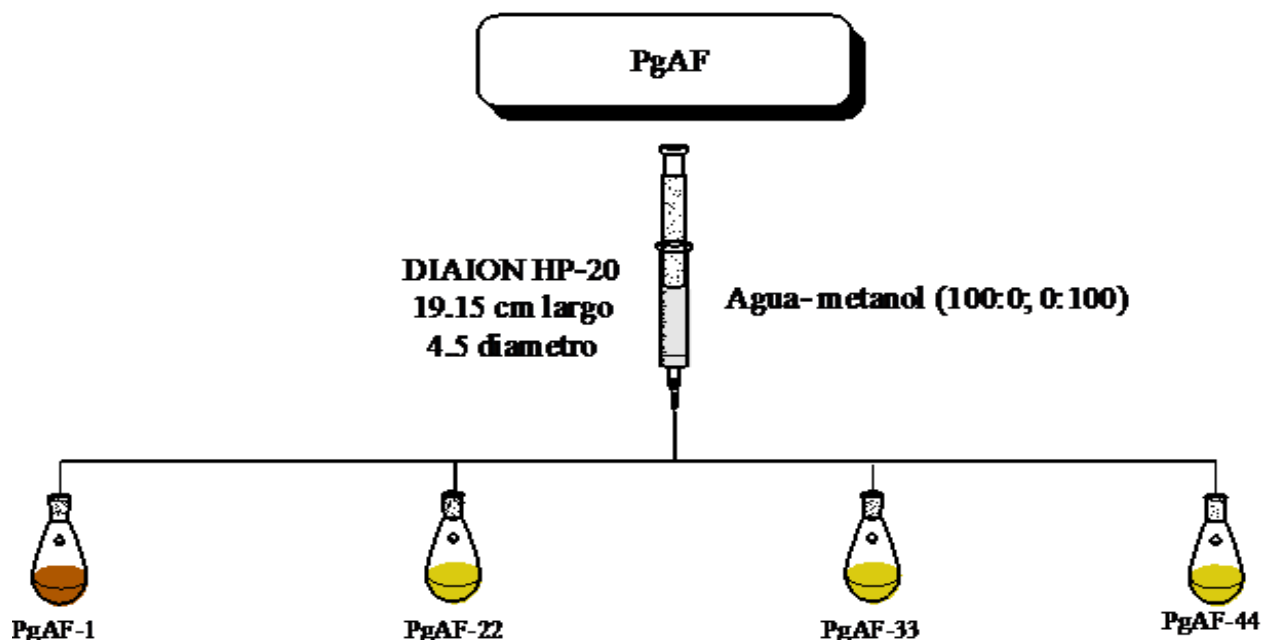 PgAF
DIAION HP-20
19.15 cm largo
4.5 diametro
Agua- metanol (100:0; 0:100)
PgAF-1
PgAF-22
PgAF-33
PgAF-44